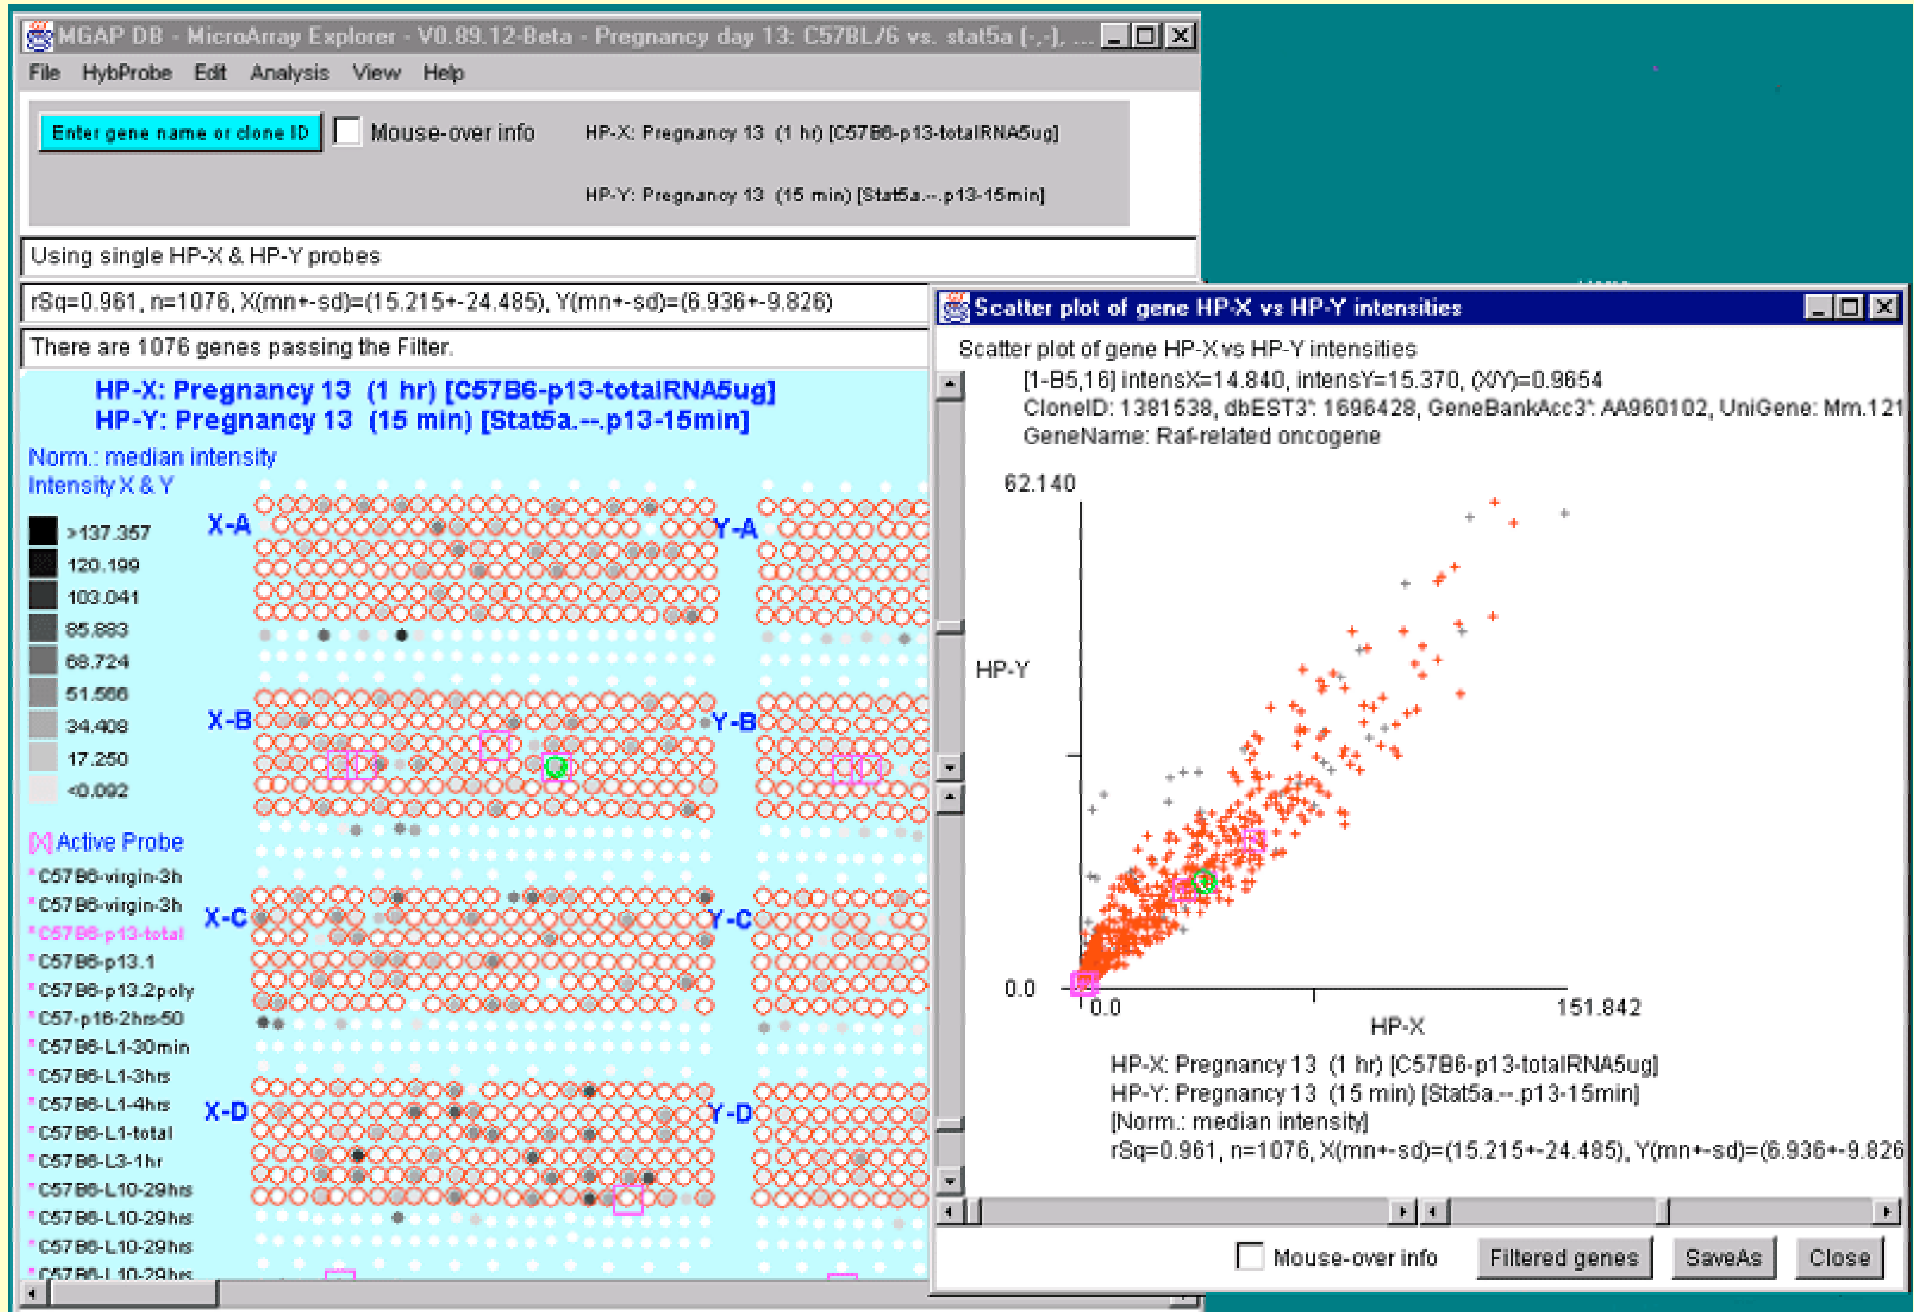 MGAP DB - MicroArray Explorer - V0.89.12-Beta - Pregnancy day 13: C57BL/6 vs. stat5a (-,-), ...
File HybProbe Edit Analysis View Help
Enter gene name or clone ID Mouse-over info HP-X: Pregnancy 13 (1 hr) [C57B6-p13-totalRNA5ug]
HP-Y: Pregnancy 13 (15 min) [Stat5a.--.p13-15min]
Using single HP-X & HP-Y probes
rSq=0.961, n=1076, X(mn+-sd)=(15.215+-24.485), Y(mn+-sd)=(6.936+-9.826)
There are 1076 genes passing the Filter.
HP-X: Pregnancy 13 (1 hr) [C57B6-p13-totalRNA5ug]
HP-Y: Pregnancy 13 (15 min) [Stat5a.--.p13-15min]
Norm.: median intensity
Intensity X & Y
>137.357
120.199
103.041
85.883
68.724
51.566
34.408
17.250
<0.092
X-A Y-A
X-B Y-B
X-C Y-C
X-D Y-D
[X] Active Probe
*C57B6-virgin-3h
*C57B6-virgin-3h
*C57B6-p13-total
*C57B6-p13.1
*C57B6-p13.2poly
*C57-p16-2hrs-50
*C57B6-L1-30min
*C57B6-L1-3hrs
*C57B6-L1-4hrs
*C57B6-L1-total
*C57B6-L3-1hr
*C57B6-L10-29hrs
*C57B6-L10-29hrs
*C57B6-L10-29hrs
*C57B6-L10-29hrs
Scatter plot of gene HP-X vs HP-Y intensities
Scatter plot of gene HP-X vs HP-Y intensities
[1-B5,16] intensX=14.840, intensY=15.370, (X/Y)=0.9654
CloneID: 1381538, dbEST3': 1696428, GeneBankAcc3': AA960102, UniGene: Mm.121
GeneName: Raf-related oncogene
62.140
HP-Y
0.0
0.0 151.842
HP-X
HP-X: Pregnancy 13 (1 hr) [C57B6-p13-totalRNA5ug]
HP-Y: Pregnancy 13 (15 min) [Stat5a.--.p13-15min]
[Norm.: median intensity]
rSq=0.961, n=1076, X(mn+-sd)=(15.215+-24.485), Y(mn+-sd)=(6.936+-9.826
Mouse-over info Filtered genes SaveAs Close